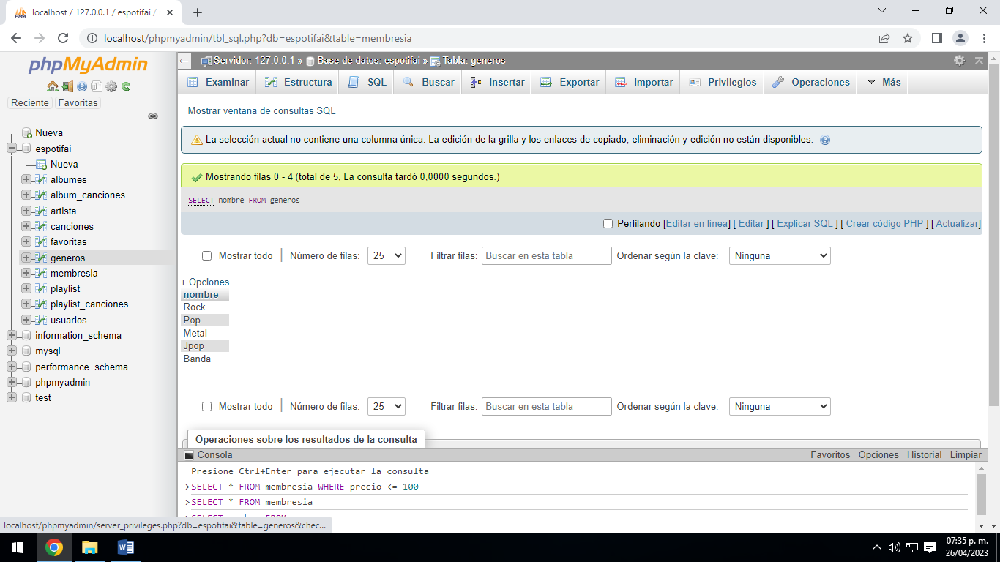 localhost / 127.0.0.1 / espotifai /
localhost/phpmyadmin/tbl_sql.php?db=espotifai&table=membresia
phpMyAdmin
Reciente Favoritas
Nueva
espotifai
Nueva
albumes
album_canciones
artista
canciones
favoritas
generos
membresia
playlist
playlist_canciones
usuarios
information_schema
mysql
performance_schema
phpmyadmin
test
Servidor: 127.0.0.1 » Base de datos: espotifai » Tabla: generos
Examinar Estructura SQL Buscar Insertar Exportar Importar Privilegios Operaciones Más
Mostrar ventana de consultas SQL
La selección actual no contiene una columna única. La edición de la grilla y los enlaces de copiado, eliminación y edición no están disponibles.
Mostrando filas 0 - 4 (total de 5, La consulta tardó 0,0000 segundos.)
SELECT nombre FROM generos
Perfilando [Editar en línea] [ Editar ] [ Explicar SQL ] [ Crear código PHP ] [ Actualizar]
Mostrar todo | Número de filas: 25 Filtrar filas: Buscar en esta tabla Ordenar según la clave: Ninguna
+ Opciones
nombre
Rock
Pop
Metal
Jpop
Banda
Mostrar todo | Número de filas: 25 Filtrar filas: Buscar en esta tabla Ordenar según la clave: Ninguna
Operaciones sobre los resultados de la consulta
Consola Favoritos Opciones Historial Limpiar
Presione Ctrl+Enter para ejecutar la consulta
>SELECT * FROM membresia WHERE precio <= 100
>SELECT * FROM membresia
>SELECT nombre FROM generos
localhost/phpmyadmin/server_privileges.php?db=espotifai&table=generos&chec...
07:35 p. m.
26/04/2023